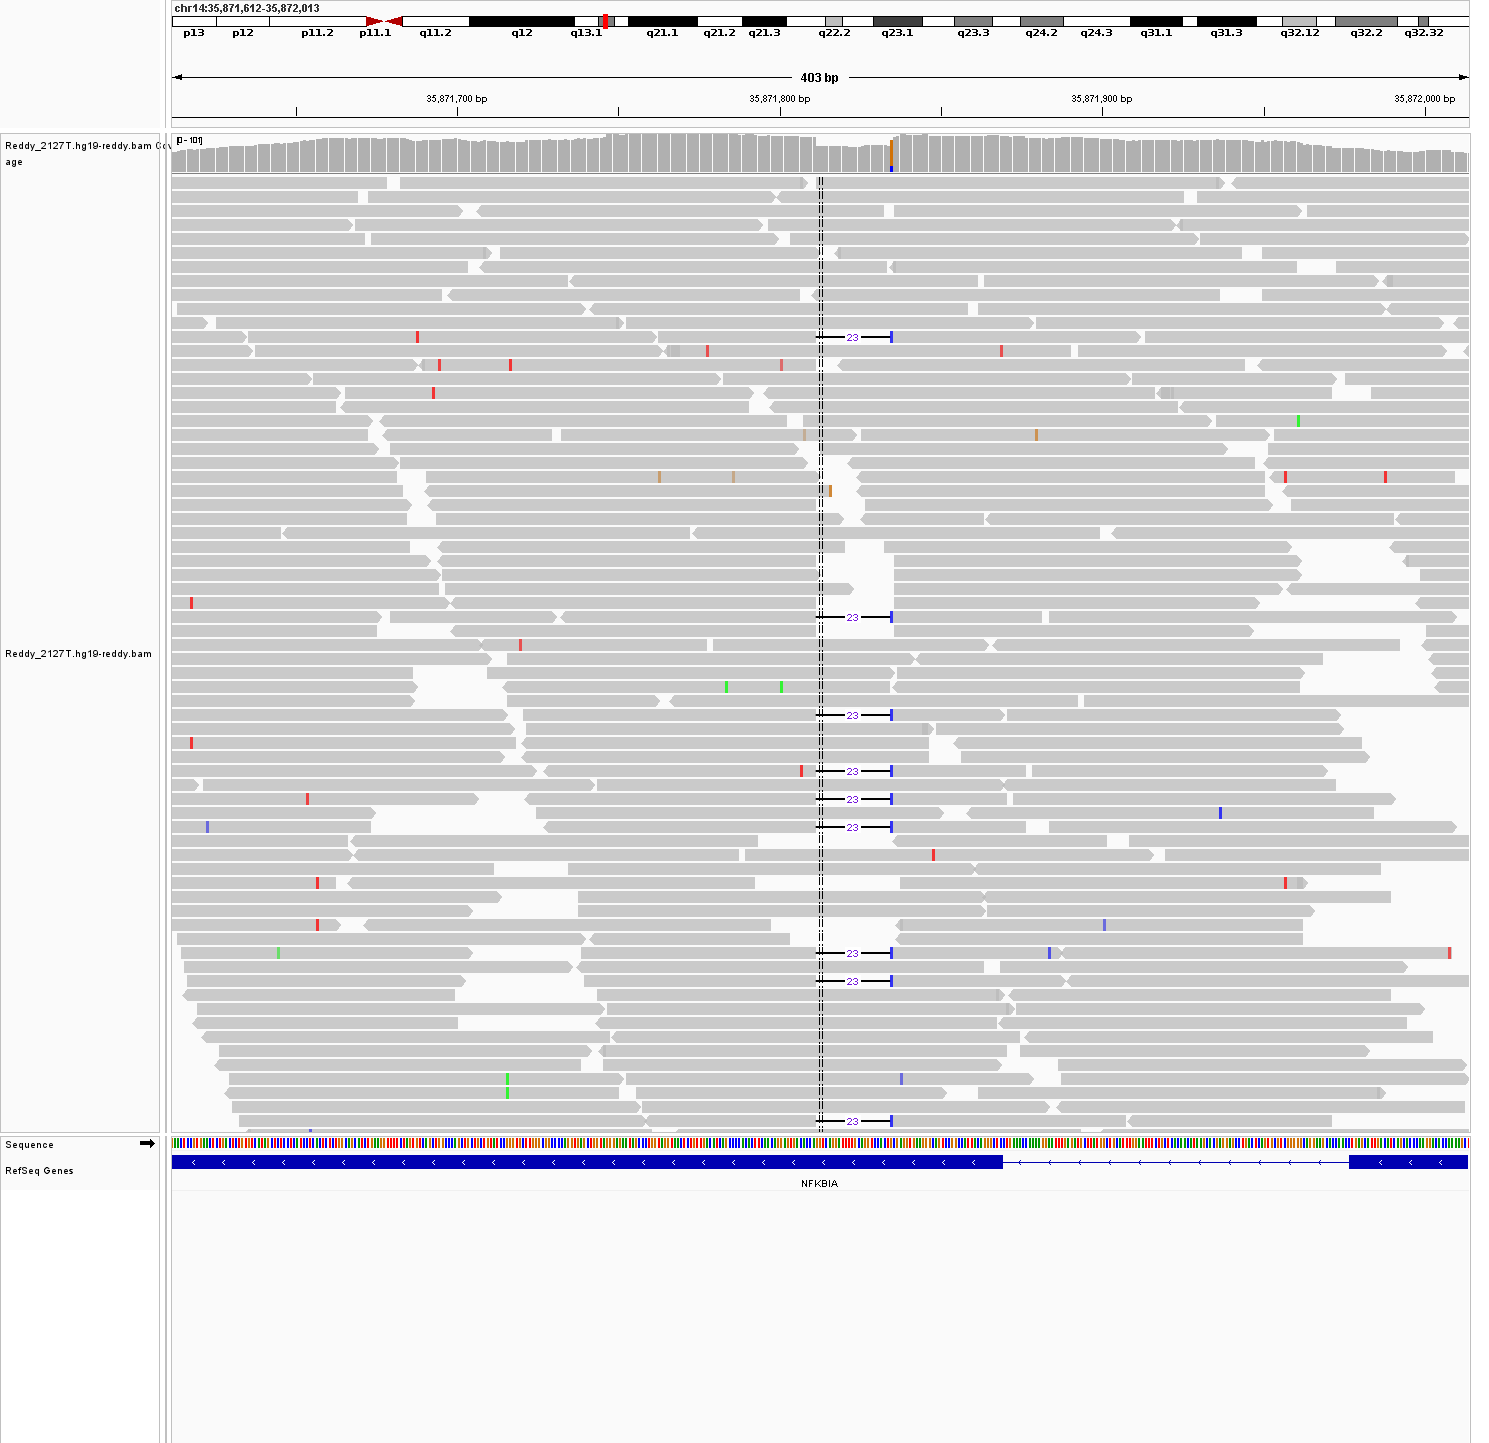 chr14:35,871,612-35,872,013
p13 p12 p11.2 p11.1 q11.2 q12 q13.1 q21.1 q21.2 q21.3 q22.2 q23.1 q23.3 q24.2 q24.3 q31.1 q31.3 q32.12 q32.2 q32.32
403 bp
35,871,700 bp 35,871,800 bp 35,871,900 bp 35,872,000 bp
Reddy_2127T.hg19-reddy.bam Cov
age
[0 - 101]
23
23
Reddy_2127T.hg19-reddy.bam
23
23
23
23
23
23
23
Sequence
RefSeq Genes
NFKBIA